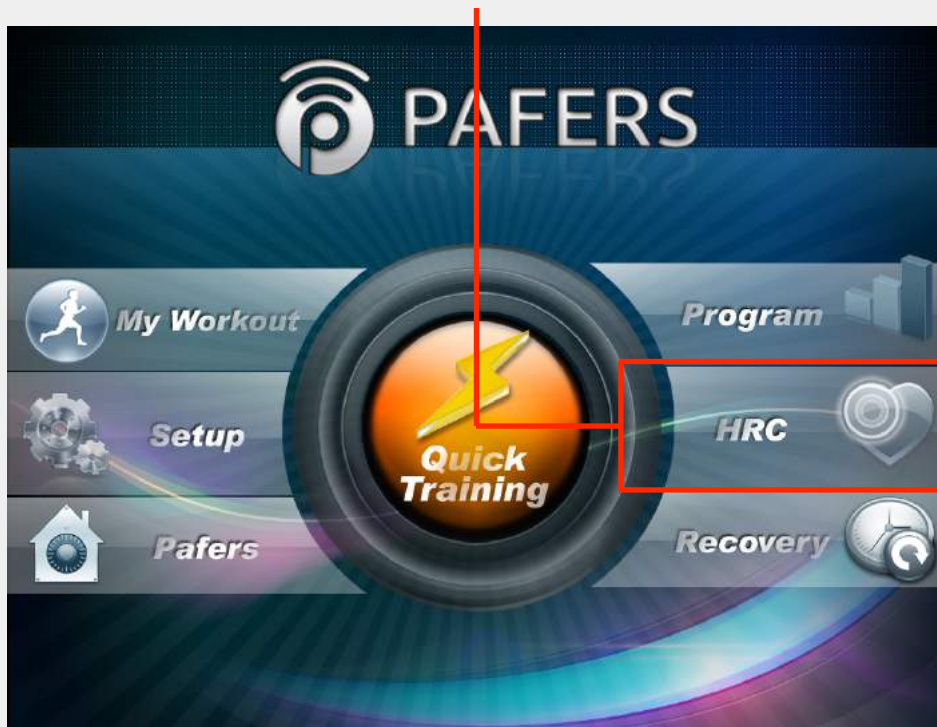 PAFERS
My Workout
Setup
Pafers
Quick
Training
Program
HRC
Recovery